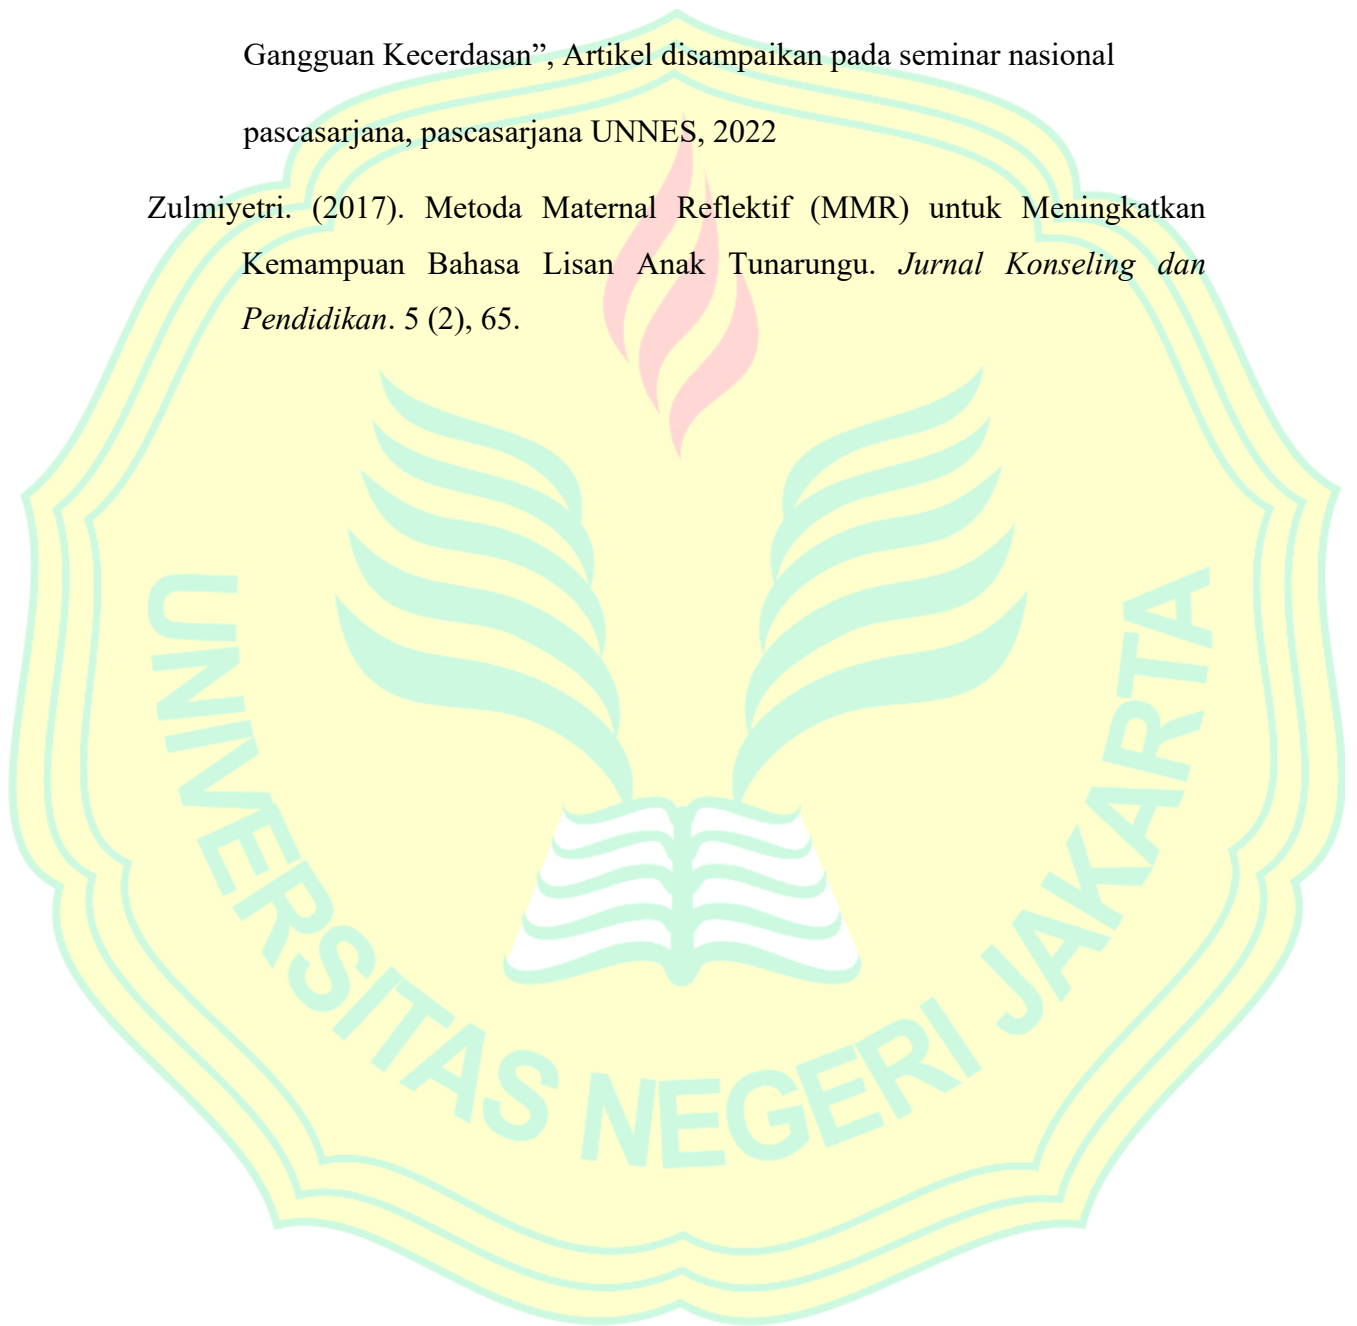 Gangguan Kecerdasan”, Artikel disampaikan pada seminar nasional
pascasarjana, pascasarjana UNNES, 2022
Zulmiyetri. (2017). Metoda Maternal Reflektif (MMR) untuk Meningkatkan
Kemampuan Bahasa Lisan Anak Tunarungu. Jurnal Konseling dan
Pendidikan. 5 (2), 65.
UNIVERSITAS NEGERI JAKARTA